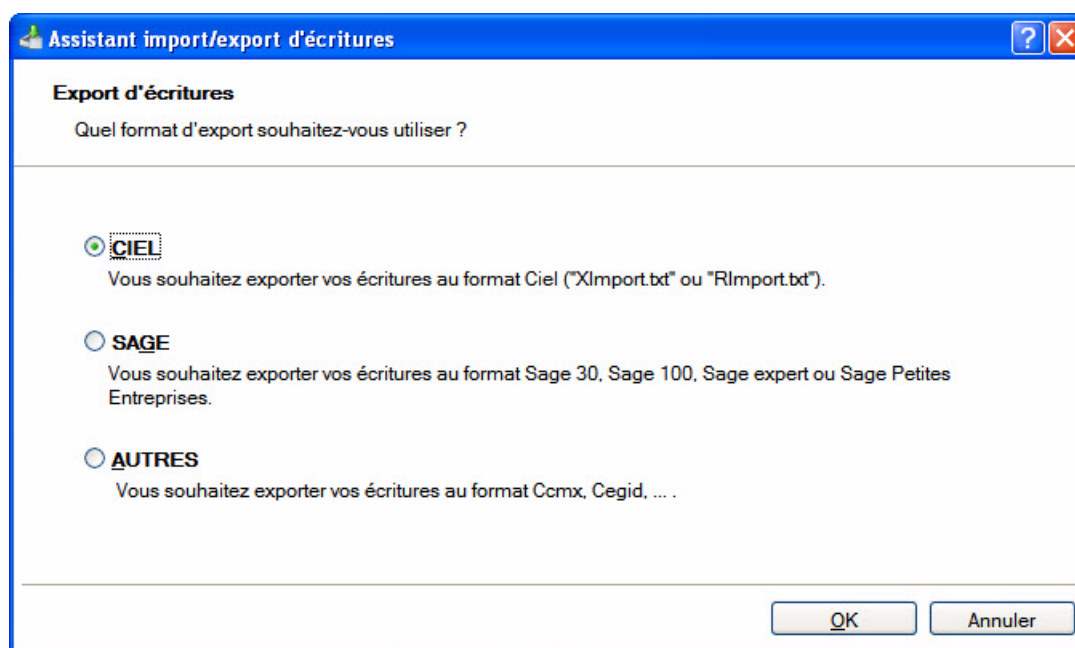 Assistant import/export d'écritures
Export d'écritures
Quel format d'export souhaitez-vous utiliser ?
CIEL
Vous souhaitez exporter vos écritures au format Ciel ("XImport.txt" ou "RImport.txt").
SAGE
Vous souhaitez exporter vos écritures au format Sage 30, Sage 100, Sage expert ou Sage Petites
Entreprises.
AUTRES
Vous souhaitez exporter vos écritures au format Ccmx, Cegid, ... .
OK Annuler